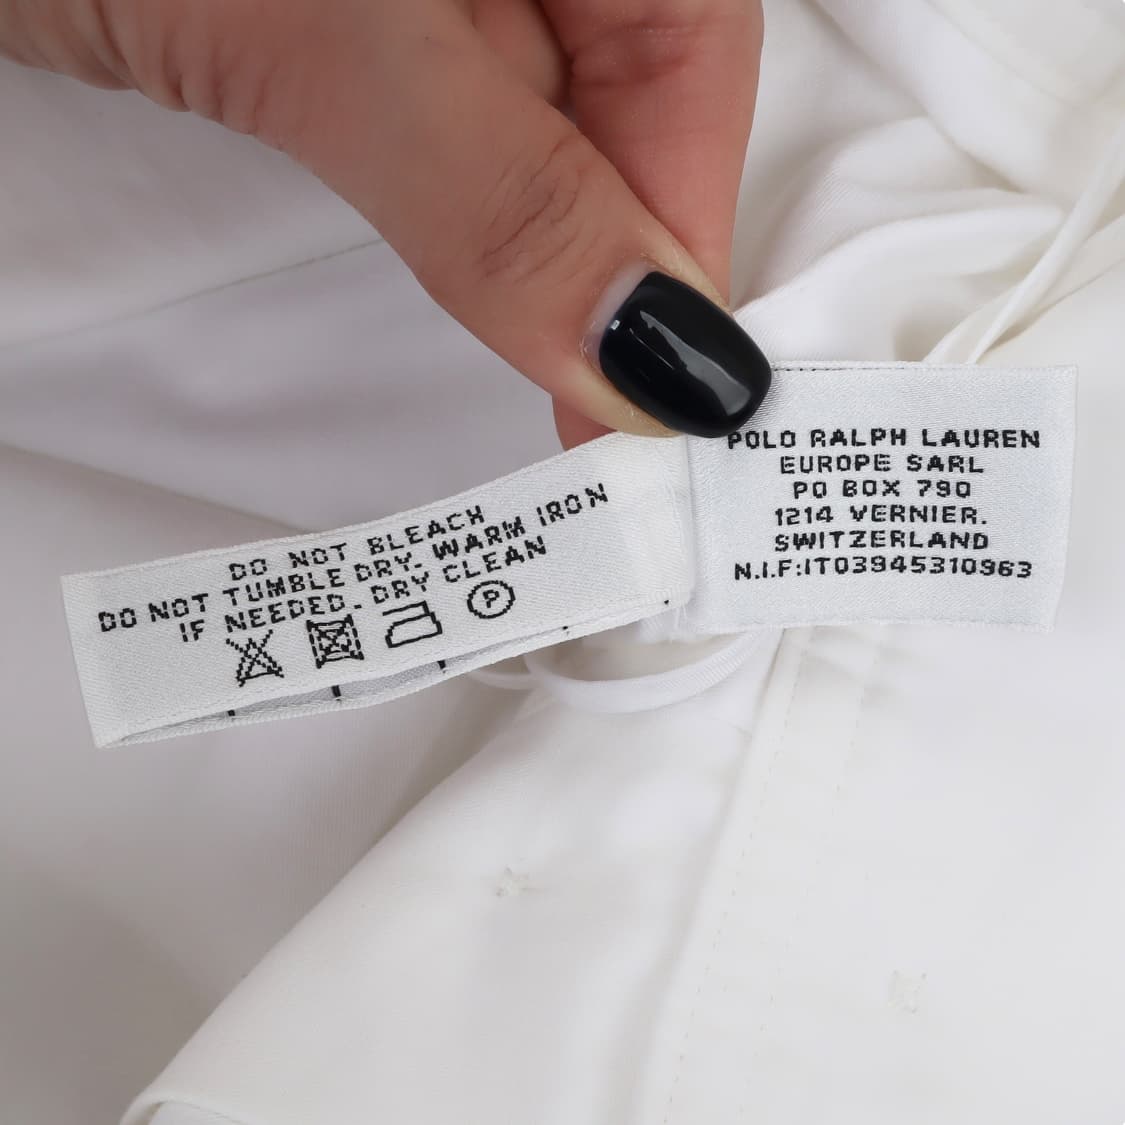 DO NOT BLEACH
DO NOT TUMBLE DRY. WARM IRON
IF NEEDED. DRY CLEAN
P
POLO RALPH LAUREN
EUROPE SARL
PO BOX 790
1214 VERNIER.
SWITZERLAND
N.I.F:IT03945310963